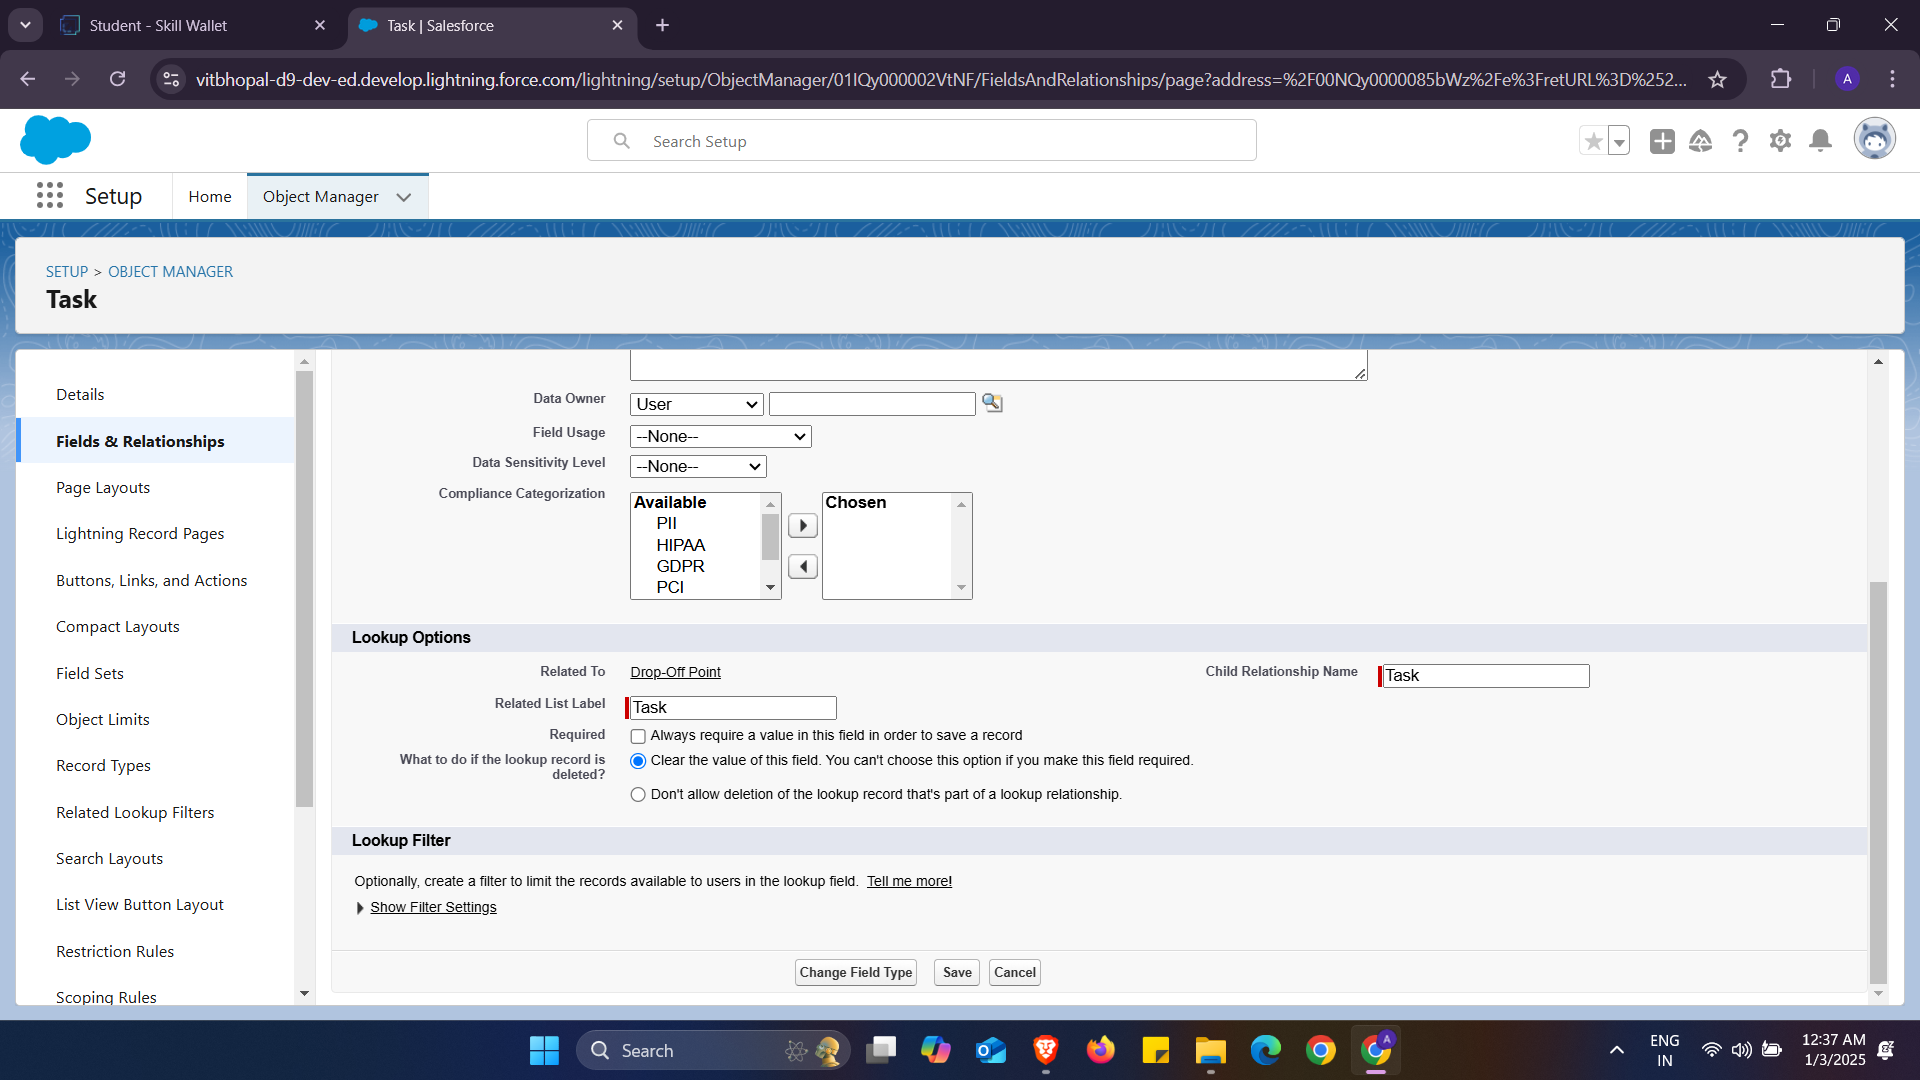 Student - Skill Wallet
Task | Salesforce
vitbhopal-d9-dev-ed.develop.lightning.force.com/lightning/setup/ObjectManager/01IQy000002VtNF/FieldsAndRelationships/page?address=%2F00NQy0000085bWz%2Fe%3FretURL%3D%252...
A
Search Setup
Setup
Home
Object Manager
SETUP > OBJECT MANAGER
Task
Details
Fields & Relationships
Page Layouts
Lightning Record Pages
Buttons, Links, and Actions
Compact Layouts
Field Sets
Object Limits
Record Types
Related Lookup Filters
Search Layouts
List View Button Layout
Restriction Rules
Scoping Rules
Data Owner
User
Field Usage
--None--
Data Sensitivity Level
--None--
Compliance Categorization
Available
PII
HIPAA
GDPR
PCI
Chosen
Lookup Options
Related To
Drop-Off Point
Child Relationship Name
Task
Related List Label
Task
Required
Always require a value in this field in order to save a record
What to do if the lookup record is
deleted?
Clear the value of this field. You can't choose this option if you make this field required.
Don't allow deletion of the lookup record that's part of a lookup relationship.
Lookup Filter
Optionally, create a filter to limit the records available to users in the lookup field. Tell me more!
Show Filter Settings
Change Field Type
Save
Cancel
Search
A
ENG
IN
12:37 AM
1/3/2025